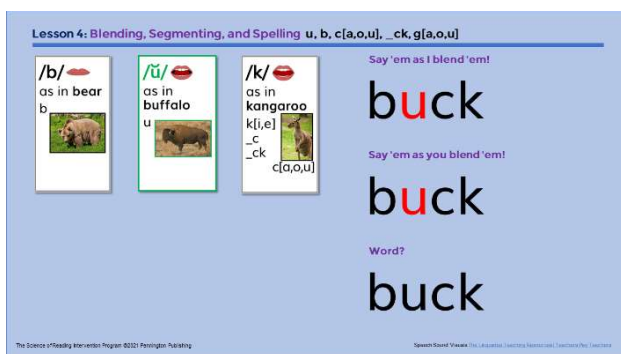 Lesson 4: Blending, Segmenting, and Spelling u, b, c[a,o,u], _ck, g[a,o,u]
/b/
as in bear
b
/ŭ/
as in
buffalo
u
/k/
as in
kangaroo
k[i,e]
_c
_ck
c[a,o,u]
Say 'em as I blend 'em!
buck
Say 'em as you blend 'em!
buck
Word?
buck
The Science of Reading Intervention Program ©2021 Pennington Publishing
Speech Sound Visuals